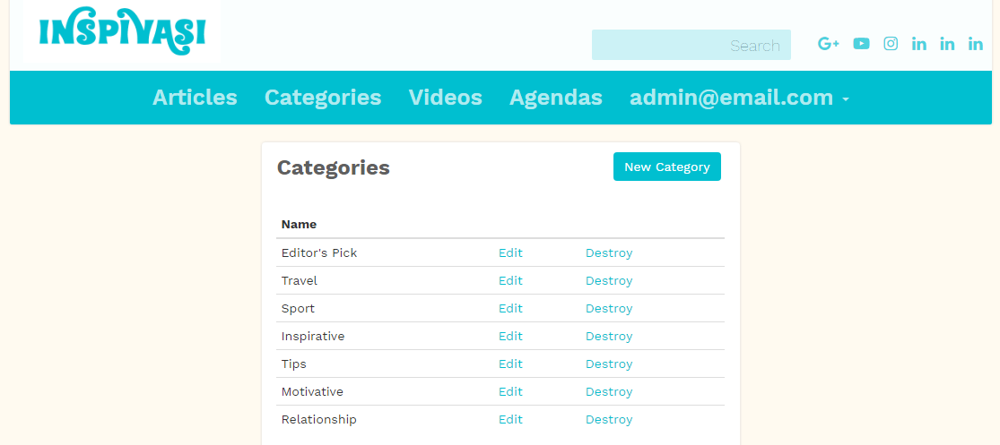 INSPIVASI
Search
Articles Categories Videos Agendas admin@email.com
Categories
New Category
Name
Editor's Pick Edit Destroy
Travel Edit Destroy
Sport Edit Destroy
Inspirative Edit Destroy
Tips Edit Destroy
Motivative Edit Destroy
Relationship Edit Destroy